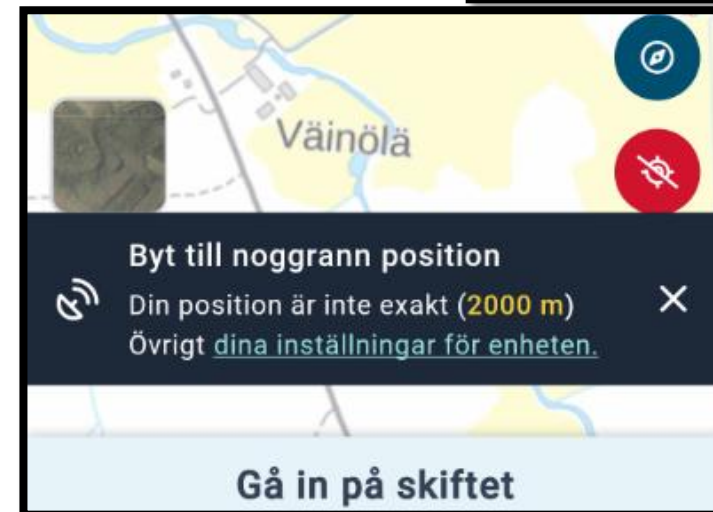 Väinölä
Byt till noggrann position
Din position är inte exakt (2000 m)
Övrigt dina inställningar för enheten.
Gå in på skiftet